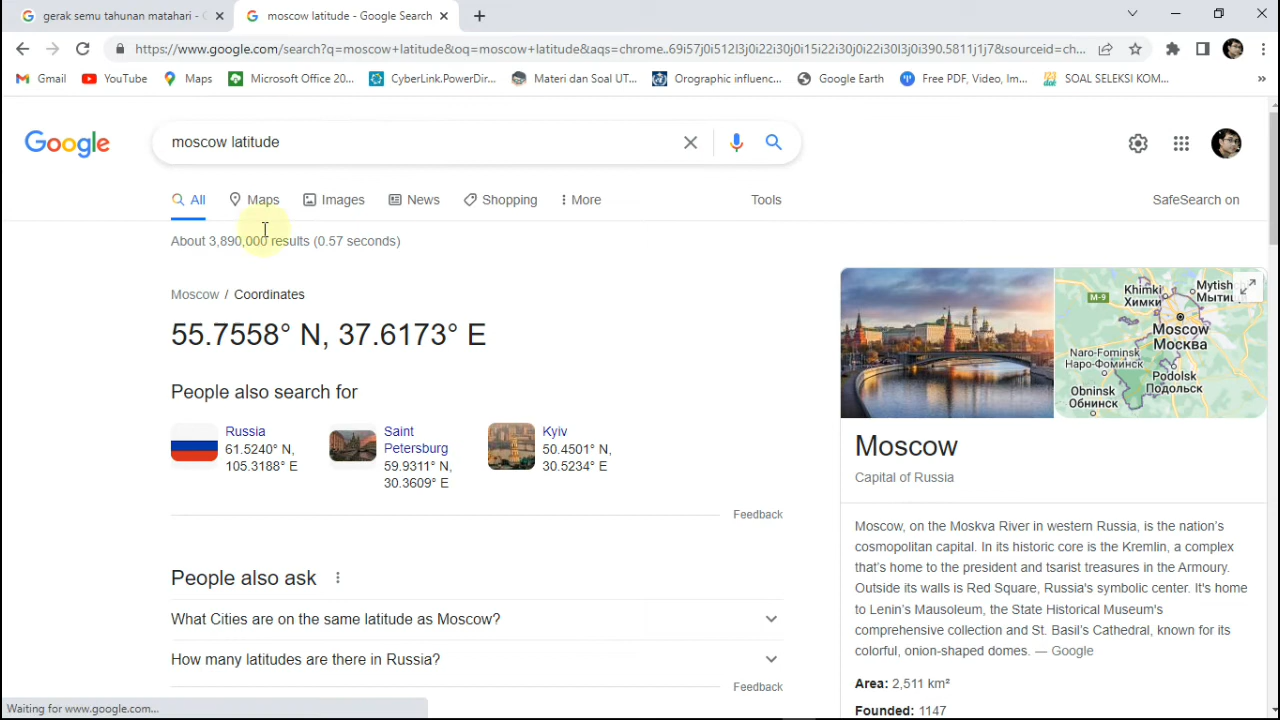 gerak semu tahunan matahari -
moscow latitude - Google Search
https://www.google.com/search?q=moscow+latitude&oq=moscow+latitude&aqs=chrome..69i57j0i512l3j0i22i30j0i15i22i30j0i22i30l3j0i390.5811j1j7&sourceid=ch...
Gmail
YouTube
Maps
Microsoft Office 20...
CyberLink.PowerDir...
Materi dan Soal UT...
Orographic influenc...
Google Earth
Free PDF, Video, Im...
SOAL SELEKSI KOM...
Google
moscow latitude
All
Maps
Images
News
Shopping
More
Tools
SafeSearch on
About 3,890,000 results (0.57 seconds)
Moscow / Coordinates
55.7558° N, 37.6173° E
People also search for
Russia
61.5240° N,
105.3188° E
Saint
Petersburg
59.9311° N,
30.3609° E
Kyiv
50.4501° N,
30.5234° E
Feedback
People also ask
What Cities are on the same latitude as Moscow?
How many latitudes are there in Russia?
Feedback
M-9
Khimki
Химки
Mytish
Мытищ
Moscow
Москва
Naro-Fominsk
Наро-Фоминск
Podolsk
Подольск
Obninsk
Обнинск
Moscow
Capital of Russia
Moscow, on the Moskva River in western Russia, is the nation's
cosmopolitan capital. In its historic core is the Kremlin, a complex
that's home to the president and tsarist treasures in the Armoury.
Outside its walls is Red Square, Russia's symbolic center. It's home
to Lenin's Mausoleum, the State Historical Museum's
comprehensive collection and St. Basil's Cathedral, known for its
colorful, onion-shaped domes. — Google
Area: 2,511 km²
Founded: 1147
Waiting for www.google.com...